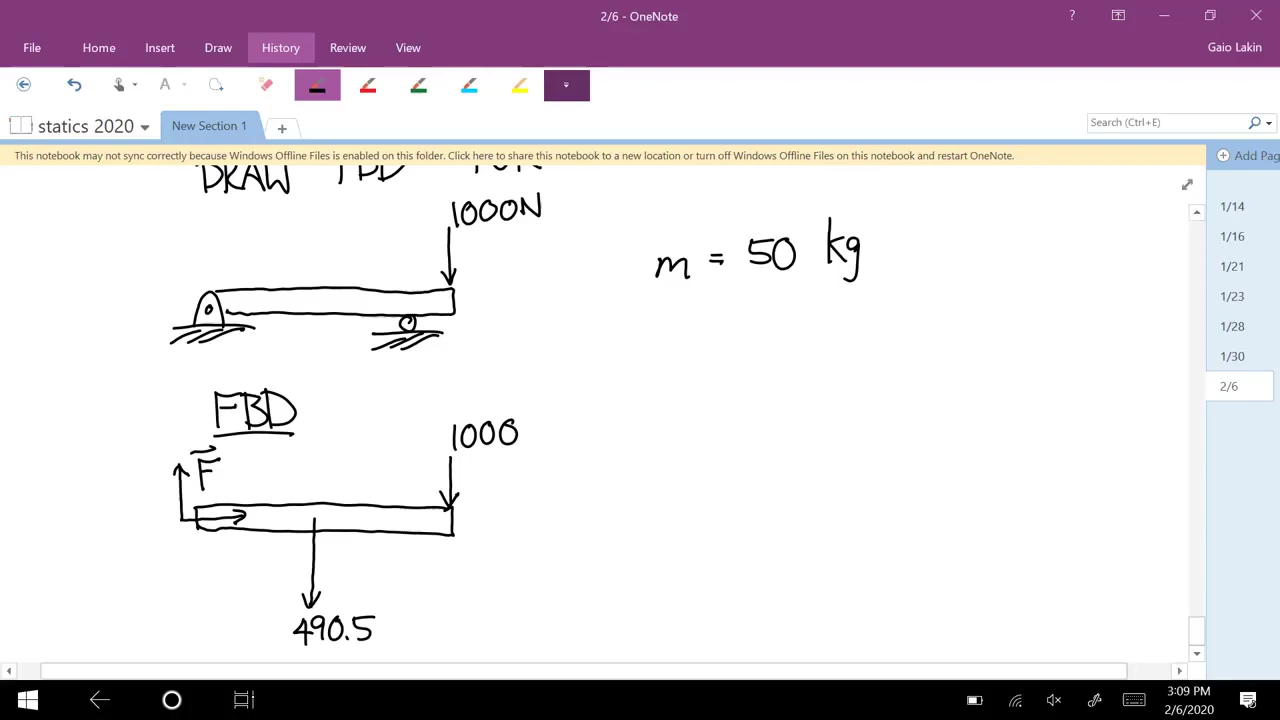 2/6 - OneNote
?
File Home Insert Draw History Review View
Gaio Lakin
A
statics 2020
New Section 1
Search (Ctrl+E)
This notebook may not sync correctly because Windows Offline Files is enabled on this folder. Click here to share this notebook to a new location or turn off Windows Offline Files on this notebook and restart OneNote.
Add Pag
1/14
1/16
1/21
1/23
1/28
1/30
2/6
DRAW FBD FOR
1000N
m = 50 kg
FBD
F
1000
490.5
3:09 PM
2/6/2020